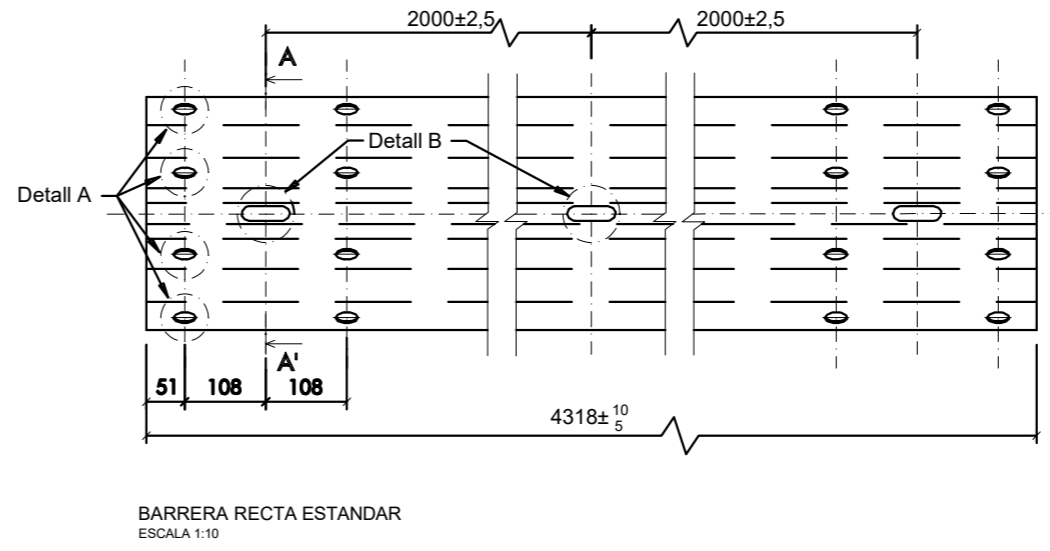 2000±2,5
2000±2,5
A
Detall B
Detall A
A'
51
108
108
4318± 10
5
BARRERA RECTA ESTANDAR
ESCALA 1:10